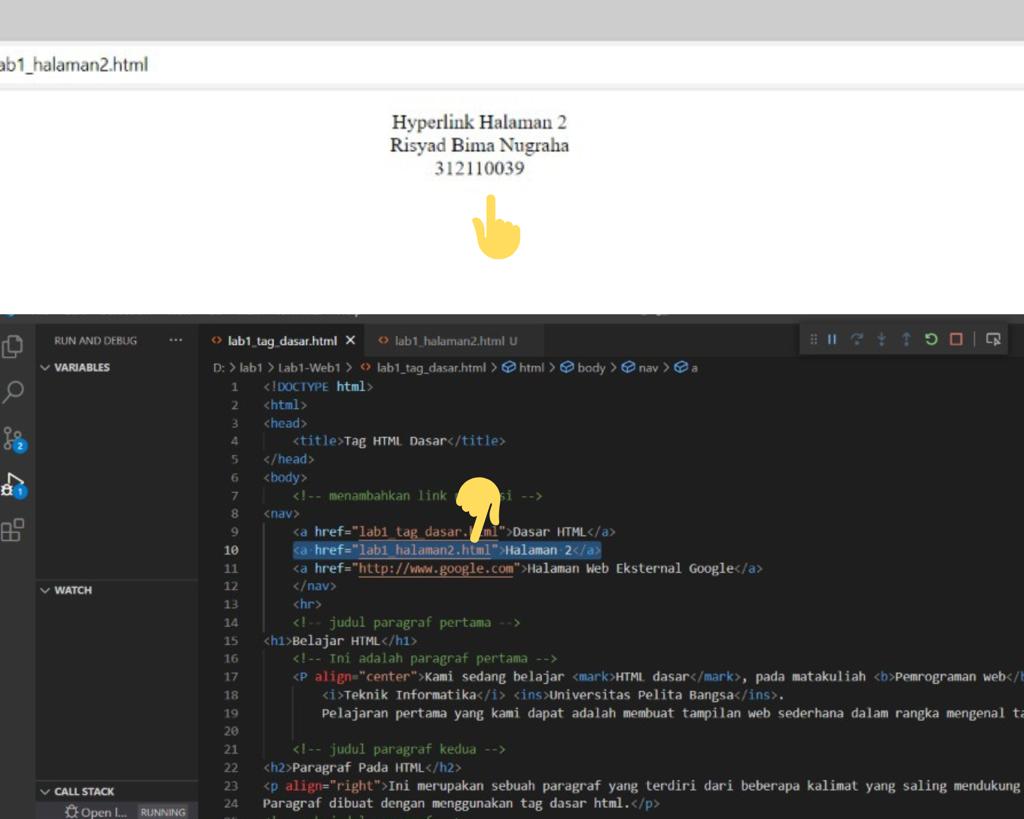 ab1_halaman2.html
Hyperlink Halaman 2
Risyad Bima Nugraha
312110039
RUN AND DEBUG ...
lab1_tag_dasar.html X
lab1_halaman2.html U
VARIABLES
D: > lab1 > Lab1-Web1 > <> lab1_tag_dasar.html > html > body > nav > a
1 <!DOCTYPE html>
2 <html>
3 <head>
4 <title>Tag HTML Dasar</title>
5 </head>
6 <body>
7 <!-- menambahkan link -->
8 <nav>
9 <a href="lab1_tag_dasar.html">Dasar HTML</a>
10 <a href="lab1_halaman2.html">Halaman 2</a>
11 <a href="http://www.google.com">Halaman Web Eksternal Google</a>
12 </nav>
13 <hr>
14 <!-- judul paragraf pertama -->
15 <h1>Belajar HTML</h1>
16 <!-- Ini adalah paragraf pertama -->
17 <P align="center">Kami sedang belajar <mark>HTML dasar</mark>, pada matakuliah <b>Pemrograman web</b
18 <i>Teknik Informatika</i> <ins>Universitas Pelita Bangsa</ins>.
19 Pelajaran pertama yang kami dapat adalah membuat tampilan web sederhana dalam rangka mengenal ta
20
21 <!-- judul paragraf kedua -->
22 <h2>Paragraf Pada HTML</h2>
23 <p align="right">Ini merupakan sebuah paragraf yang terdiri dari beberapa kalimat yang saling mendukung
24 Paragraf dibuat dengan menggunakan tag dasar html.</p>
2
1
WATCH
CALL STACK
Open l... RUNNING